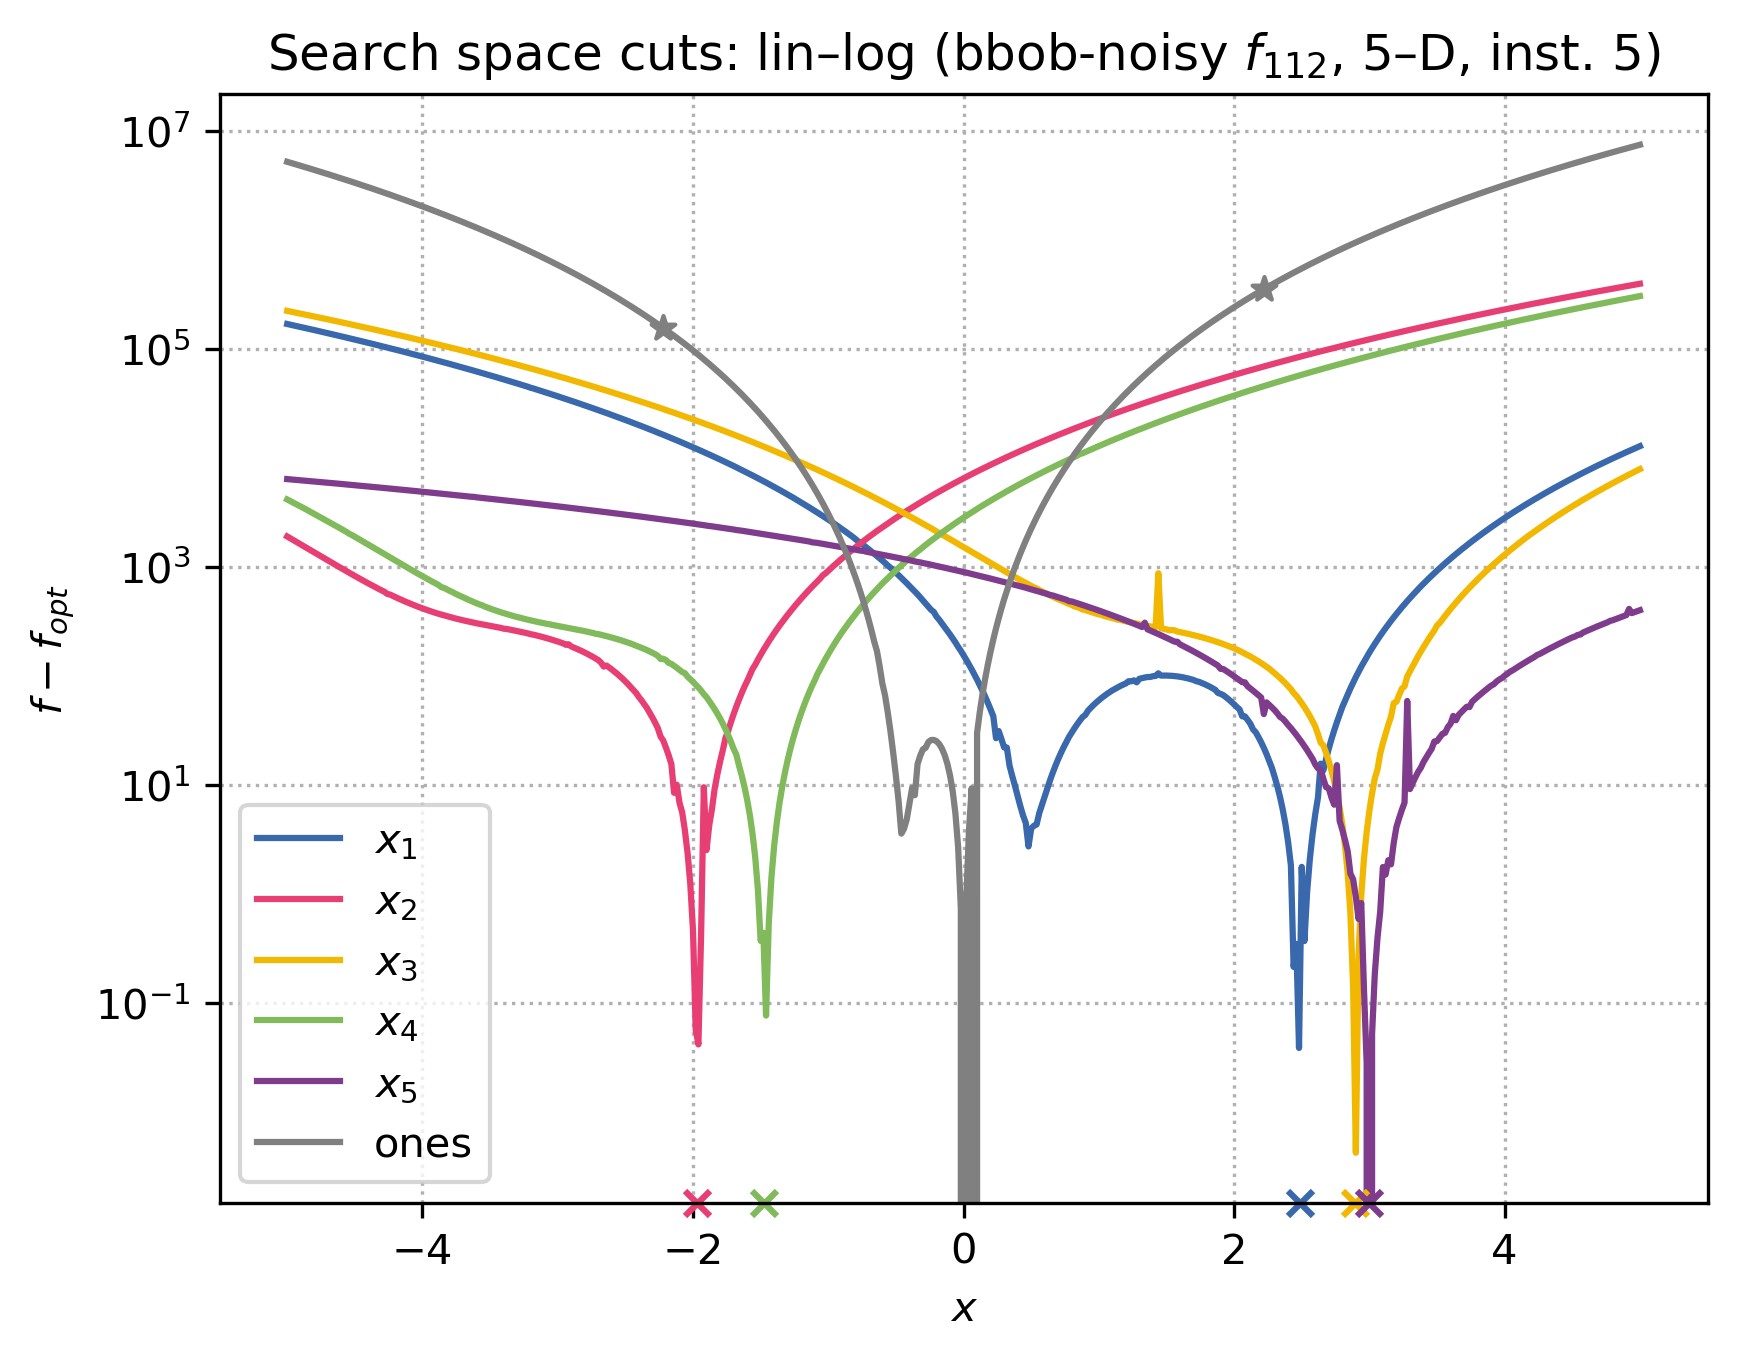 Search space cuts: lin–log (bbob-noisy f₁₁₂, 5–D, inst. 5)
10⁷
10⁵
10³
10¹
10⁻¹
f − f_opt
x₁
x₂
x₃
x₄
x₅
ones
−4
−2
0
2
4
x